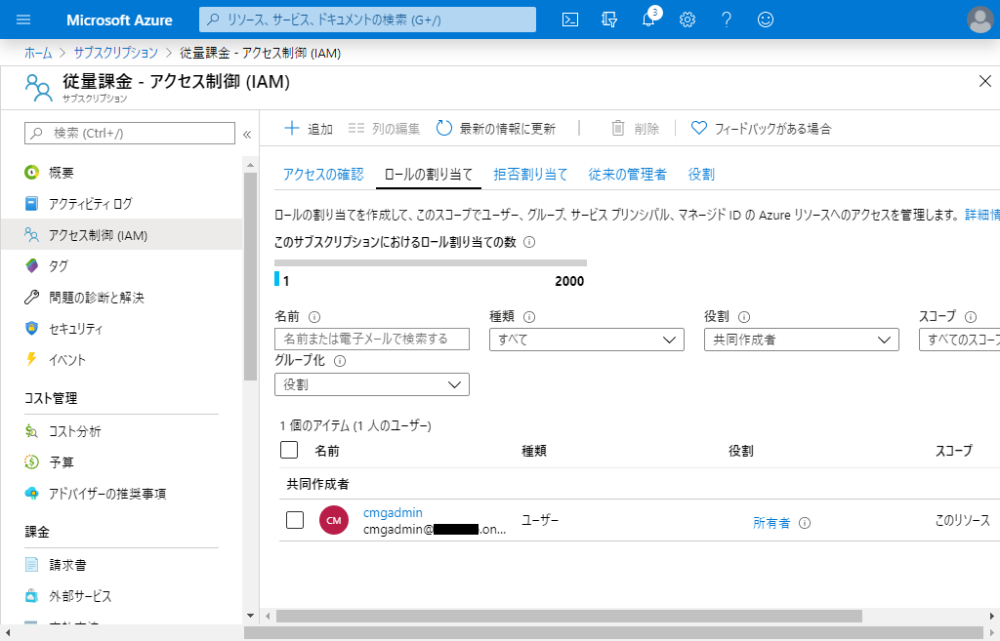 Microsoft Azure
リソース、サービス、ドキュメントの検索 (G+/)
3
ホーム > サブスクリプション > 従量課金 - アクセス制御 (IAM)
従量課金 - アクセス制御 (IAM)
サブスクリプション
検索 (Ctrl+/)
概要
アクティビティ ログ
アクセス制御 (IAM)
タグ
問題の診断と解決
セキュリティ
イベント
コスト管理
コスト分析
予算
アドバイザーの推奨事項
課金
請求書
外部サービス
追加 列の編集 最新の情報に更新 削除 フィードバックがある場合
アクセスの確認 ロールの割り当て 拒否割り当て 従来の管理者 役割
ロールの割り当てを作成して、このスコープでユーザー、グループ、サービス プリンシパル、マネージド ID の Azure リソースへのアクセスを管理します。 詳細情
このサブスクリプションにおけるロール割り当ての数
1 2000
名前 種類 役割 スコープ
名前または電子メールで検索する すべて 共同作成者 すべてのスコープ
グループ化
役割
1 個のアイテム (1 人のユーザー)
名前 種類 役割 スコープ
共同作成者
CM cmgadmin ユーザー 所有者 このリソース
cmgadmin@ .on...